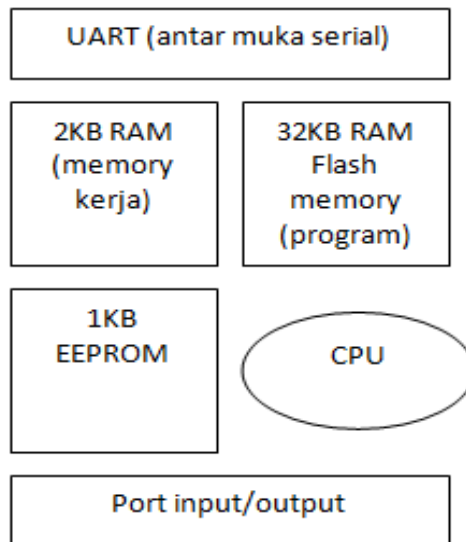 UART (antar muka serial)
2KB RAM
(memory
kerja)
32KB RAM
Flash
memory
(program)
1KB
EEPROM
CPU
Port input/output